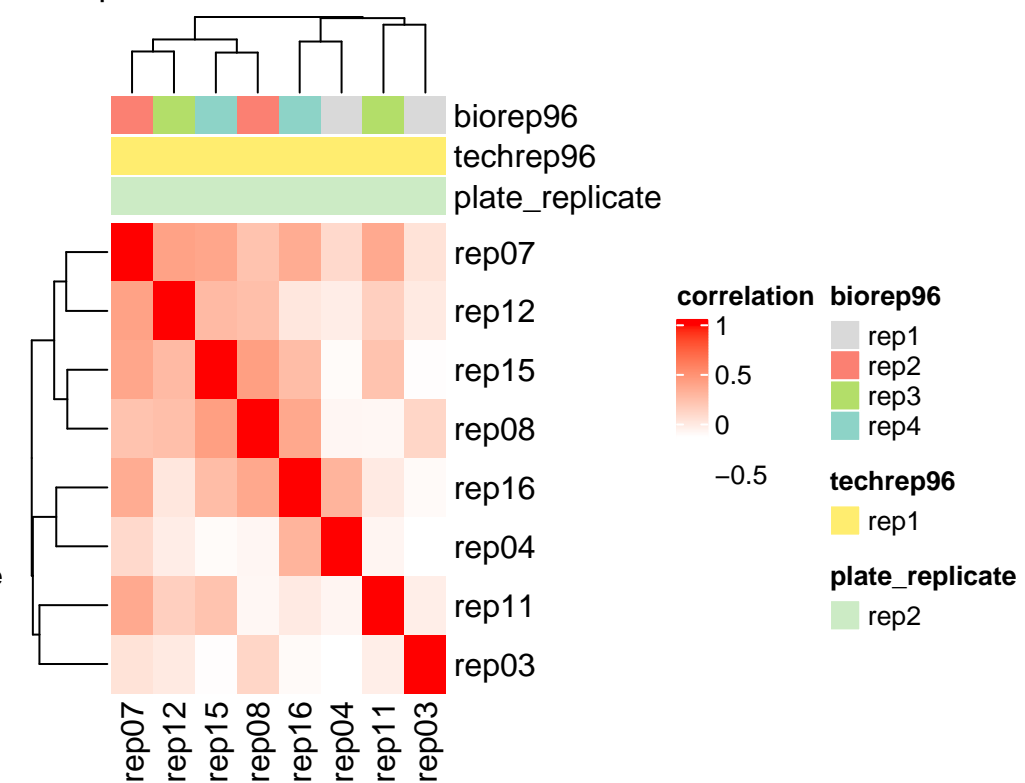 biorep96
techrep96
plate_replicate
rep07
rep12
rep15
rep08
rep16
rep04
rep11
rep03
rep07 rep12 rep15 rep08 rep16 rep04 rep11 rep03
correlation
1
0.5
0
−0.5
biorep96
rep1
rep2
rep3
rep4
techrep96
rep1
plate_replicate
rep2